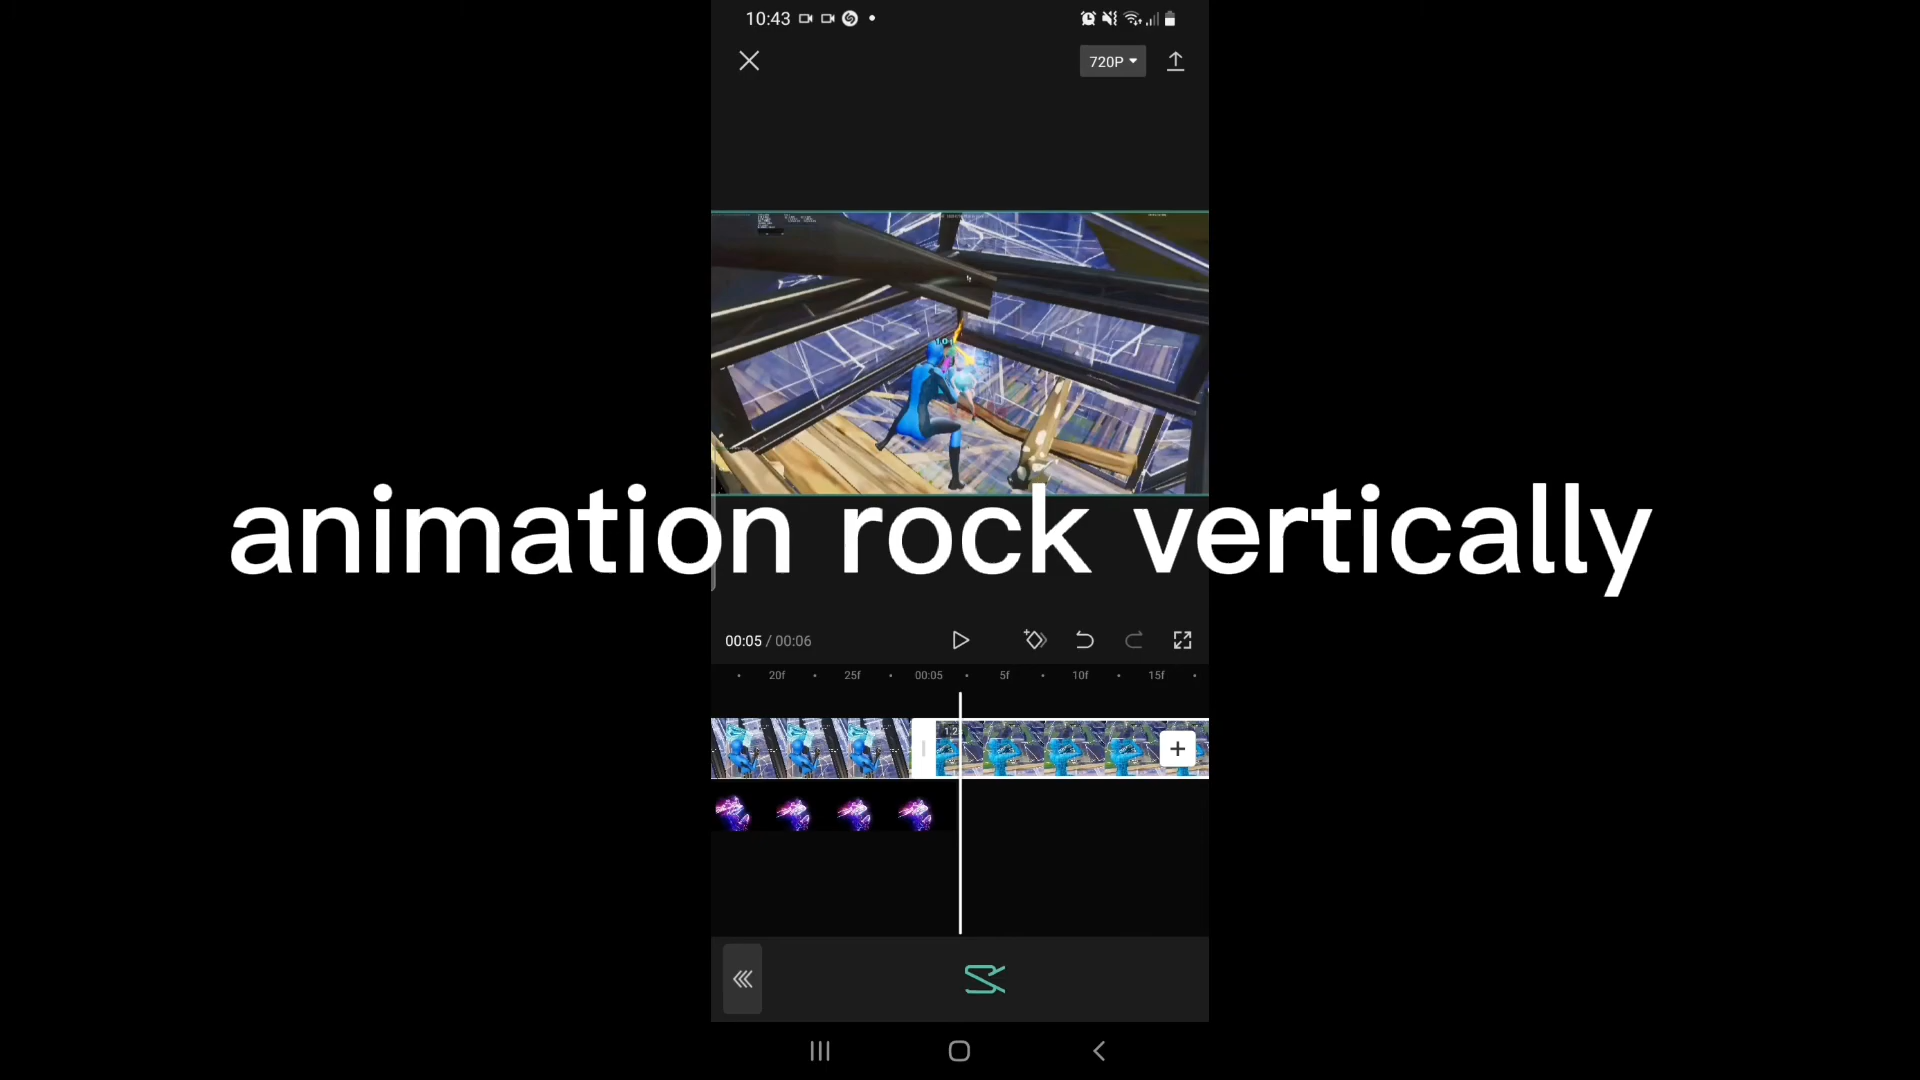 10:43
720P
animation rock vertically
00:05 / 00:06
20f 25f 00:05 5f 10f 15f